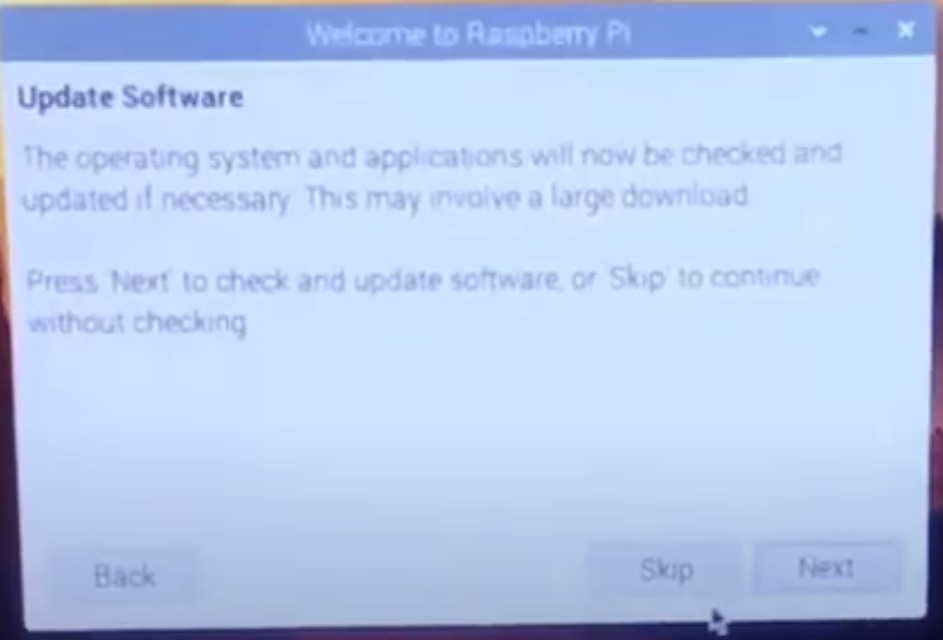 Welcome to Raspberry Pi
Update Software
The operating system and applications will now be checked and
updated if necessary. This may involve a large download.
Press 'Next' to check and update software, or 'Skip' to continue
without checking.
Back
Skip
Next